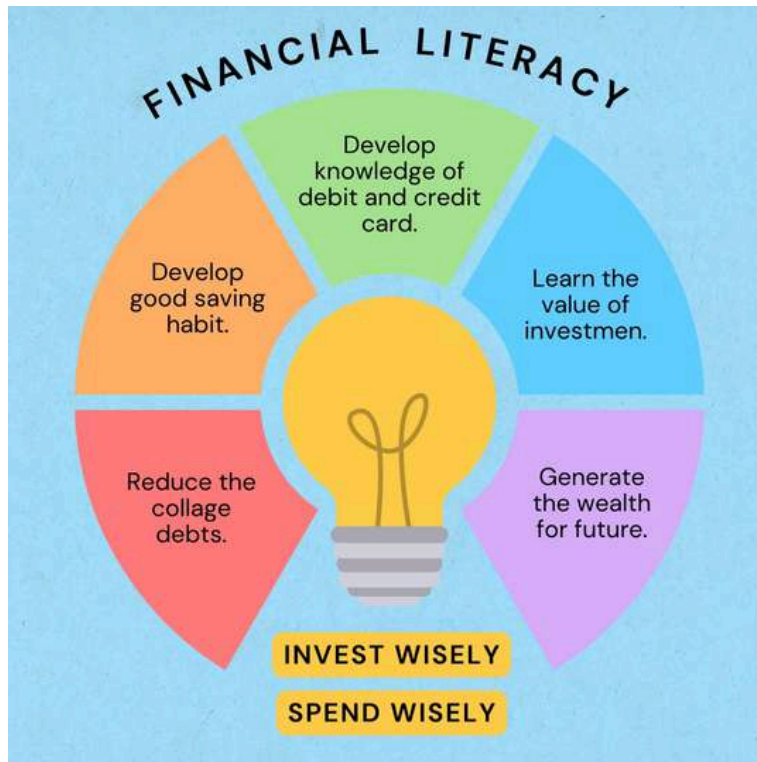 FINANCIAL LITERACY
Develop
knowledge of
debit and credit
card.
Develop
good saving
habit.
Learn the
value of
investmen.
Reduce the
collage
debts.
Generate
the wealth
for future.
INVEST WISELY
SPEND WISELY